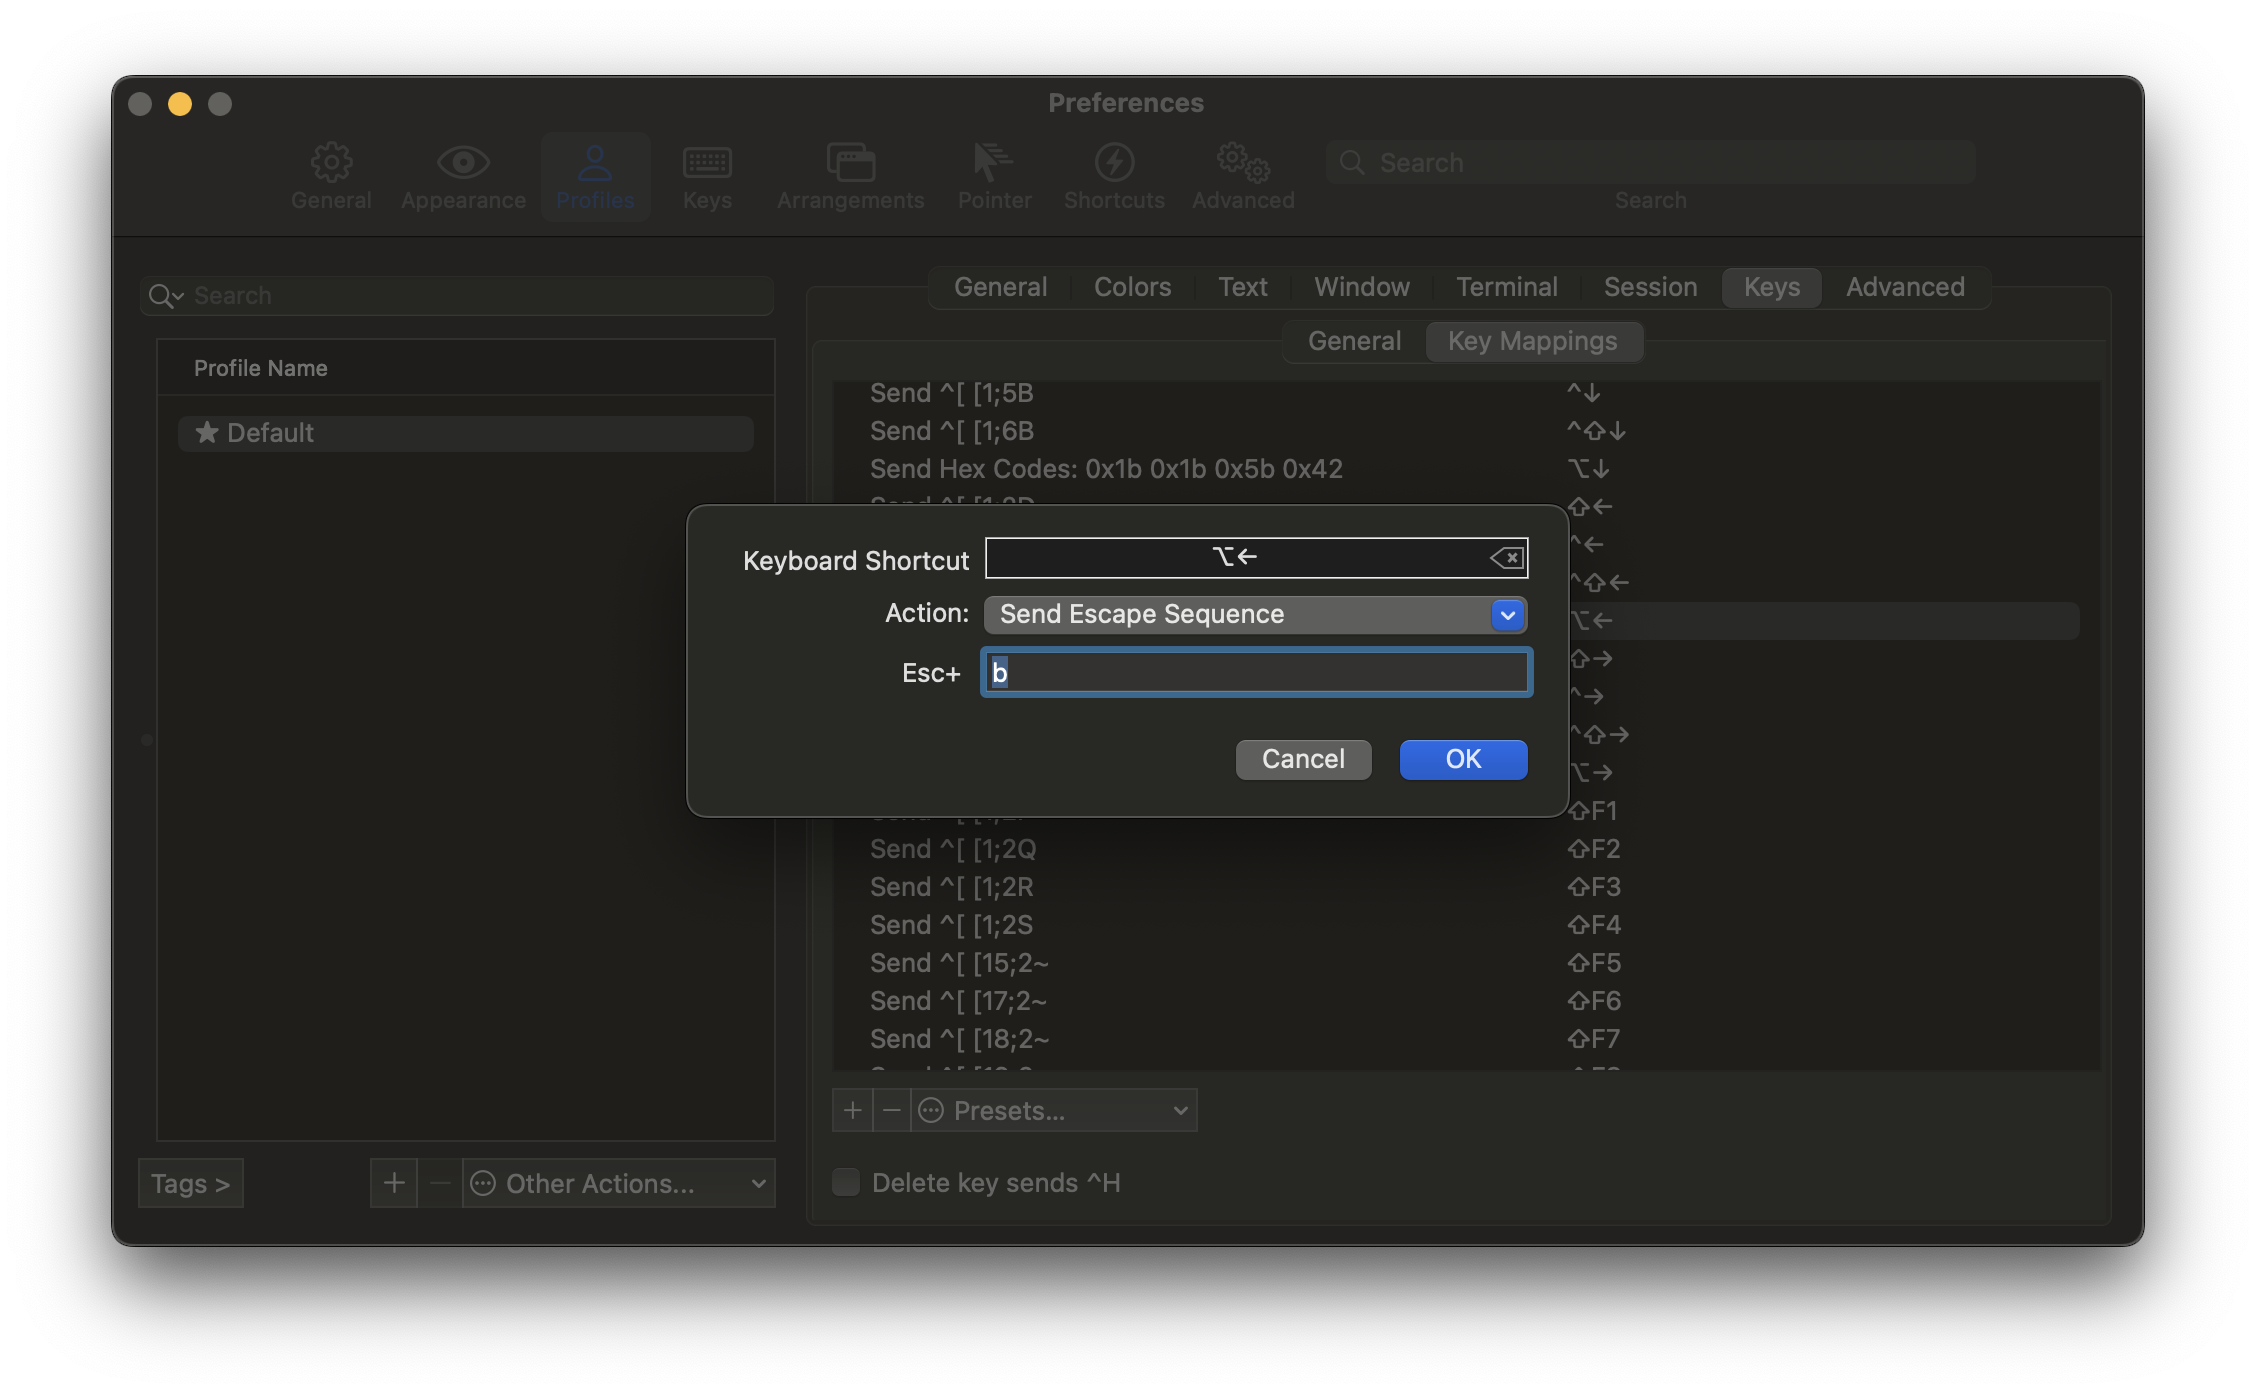 Preferences
General
Appearance
Profiles
Keys
Arrangements
Pointer
Shortcuts
Advanced
Search
Search
Search
Profile Name
★ Default
Tags >
+
−
Other Actions...
General
Colors
Text
Window
Terminal
Session
Keys
Advanced
General
Key Mappings
Send ^[ [1;5B ^↓
Send ^[ [1;6B ^⇧↓
Send Hex Codes: 0x1b 0x1b 0x5b 0x42 ⌥↓
⇧←
^←
^⇧←
⌥←
⇧→
^→
^⇧→
⌥→
⇧F1
Send ^[ [1;2Q ⇧F2
Send ^[ [1;2R ⇧F3
Send ^[ [1;2S ⇧F4
Send ^[ [15;2~ ⇧F5
Send ^[ [17;2~ ⇧F6
Send ^[ [18;2~ ⇧F7
Keyboard Shortcut ⌥←
Action: Send Escape Sequence
Esc+ b
Cancel
OK
+
−
Presets...
Delete key sends ^H